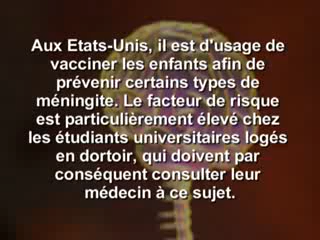 Aux Etats-Unis, il est d'usage de
vacciner les enfants afin de
prévenir certains types de
méningite. Le facteur de risque
est particulièrement élevé chez
les étudiants universitaires logés
en dortoir, qui doivent par
conséquent consulter leur
médecin à ce sujet.